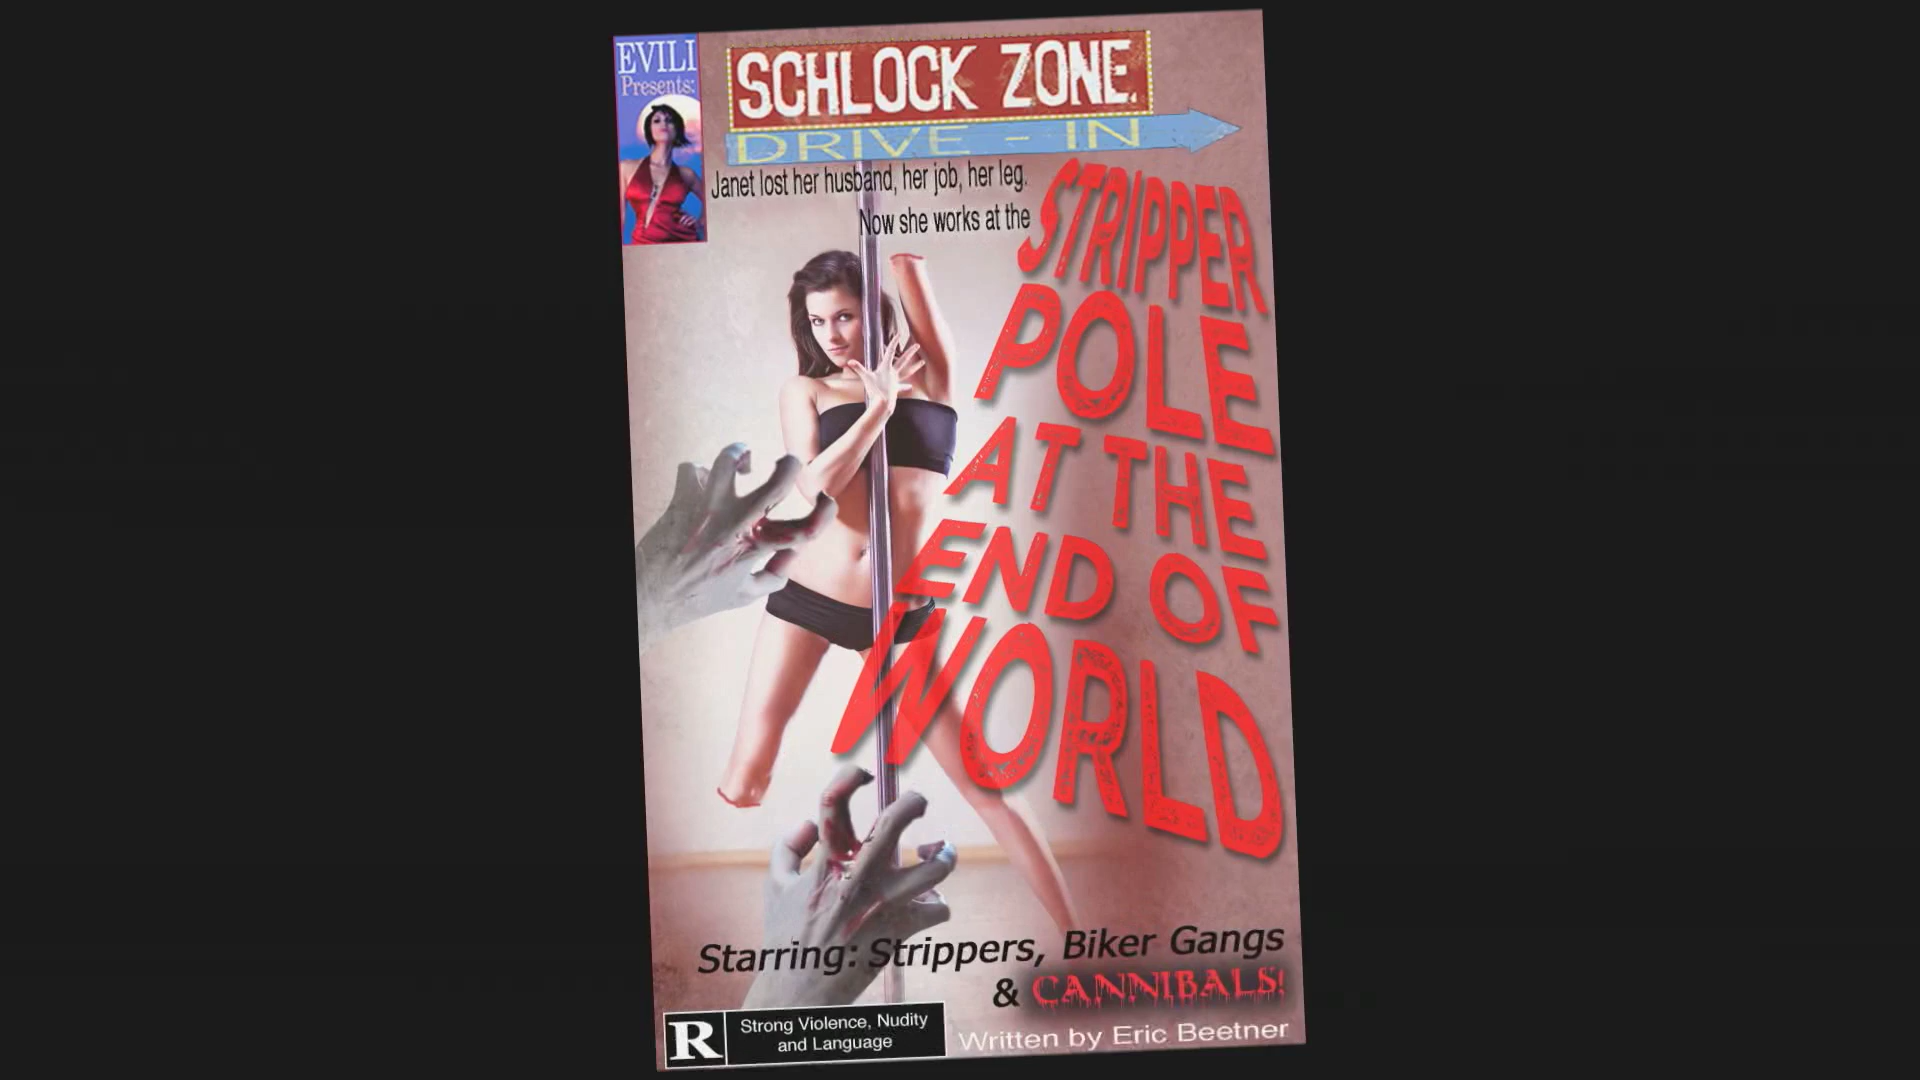 EVILI
Presents:
SCHLOCK ZONE
DRIVE - IN
Janet lost her husband, her job, her leg.
Now she works at the
STRIPPER
POLE
AT THE
END OF
WORLD
Starring: Strippers, Biker Gangs
& CANNIBALS!
R
Strong Violence, Nudity
and Language
Written by Eric Beetner